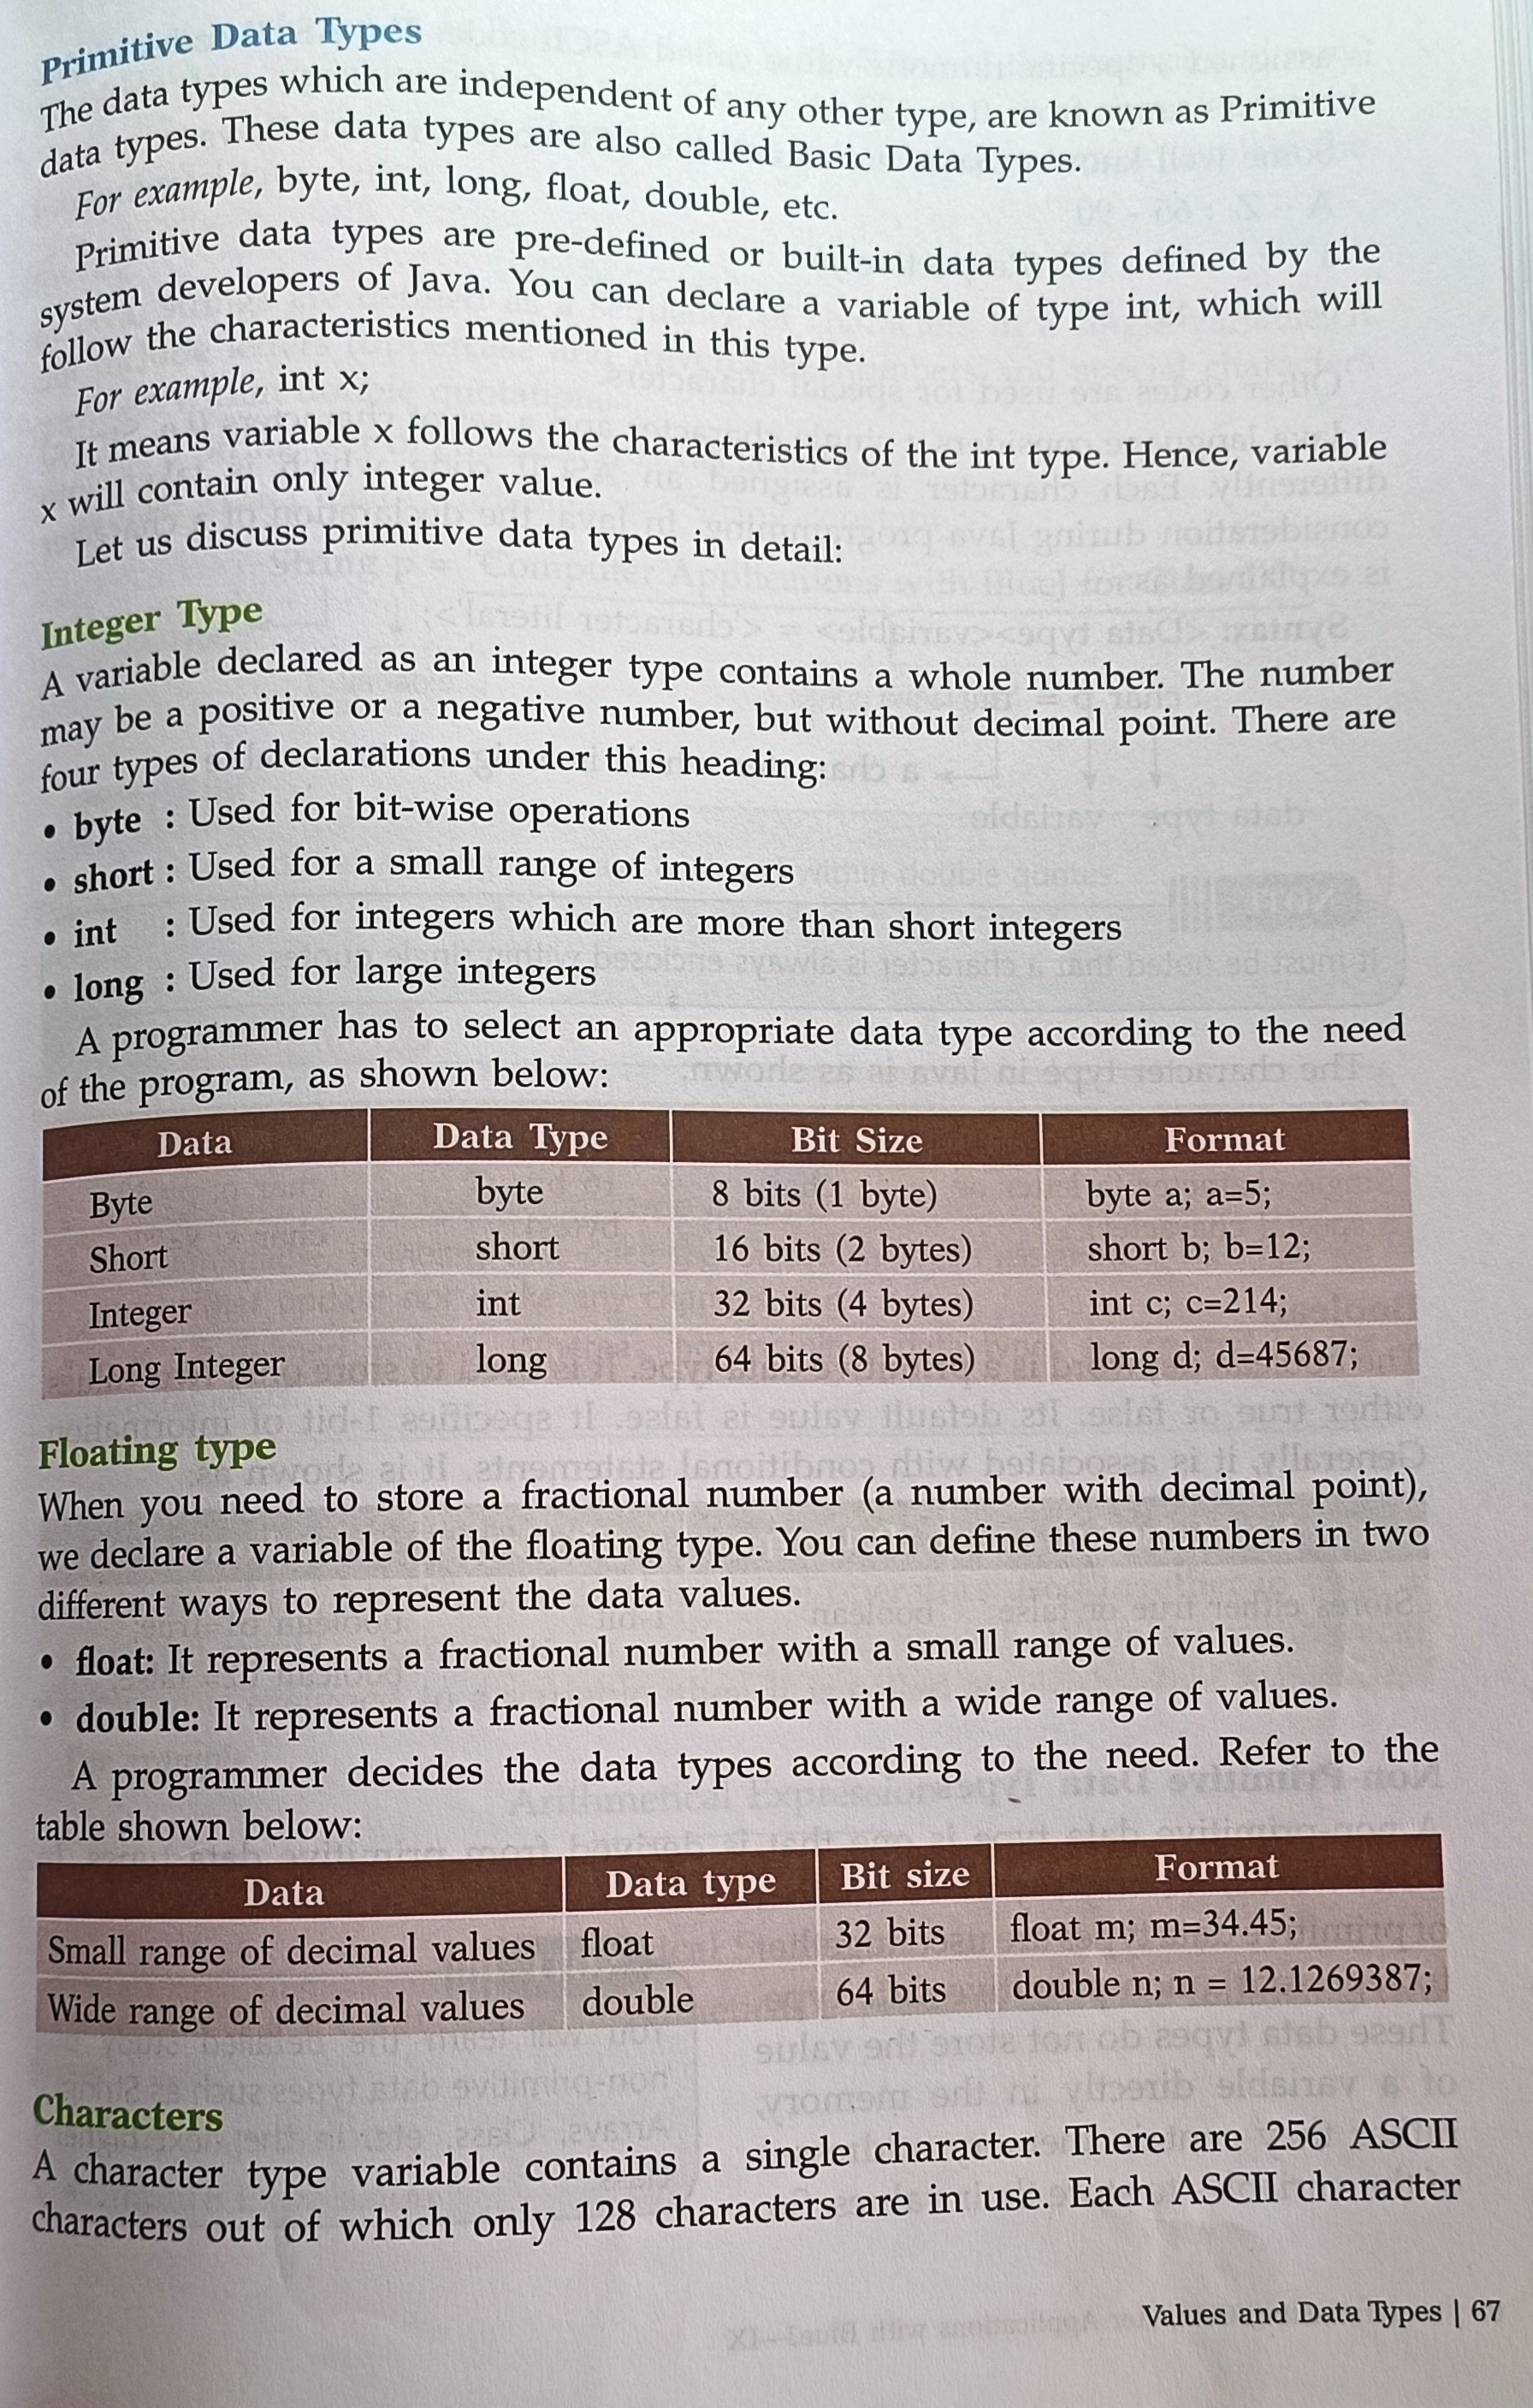 Primitive Data Types
The data types which are independent of any other type, are known as Primitive
data types. These data types are also called Basic Data Types.
For example, byte, int, long, float, double, etc.
Primitive data types are pre-defined or built-in data types defined by the
system developers of Java. You can declare a variable of type int, which will
follow the characteristics mentioned in this type.
For example, int x;
It means variable x follows the characteristics of the int type. Hence, variable
x will contain only integer value.
Let us discuss primitive data types in detail:
Integer Type
A variable declared as an integer type contains a whole number. The number
may be a positive or a negative number, but without decimal point. There are
four types of declarations under this heading:
• byte : Used for bit-wise operations
• short : Used for a small range of integers
• int : Used for integers which are more than short integers
• long : Used for large integers
A programmer has to select an appropriate data type according to the need
of the program, as shown below:
Data Data Type Bit Size Format
Byte byte 8 bits (1 byte) byte a; a=5;
Short short 16 bits (2 bytes) short b; b=12;
Integer int 32 bits (4 bytes) int c; c=214;
Long Integer long 64 bits (8 bytes) long d; d=45687;
Floating type
When you need to store a fractional number (a number with decimal point),
we declare a variable of the floating type. You can define these numbers in two
different ways to represent the data values.
• float: It represents a fractional number with a small range of values.
• double: It represents a fractional number with a wide range of values.
A programmer decides the data types according to the need. Refer to the
table shown below:
Data Data type Bit size Format
Small range of decimal values float 32 bits float m; m=34.45;
Wide range of decimal values double 64 bits double n; n = 12.1269387;
Characters
A character type variable contains a single character. There are 256 ASCII
characters out of which only 128 characters are in use. Each ASCII character
Values and Data Types | 67